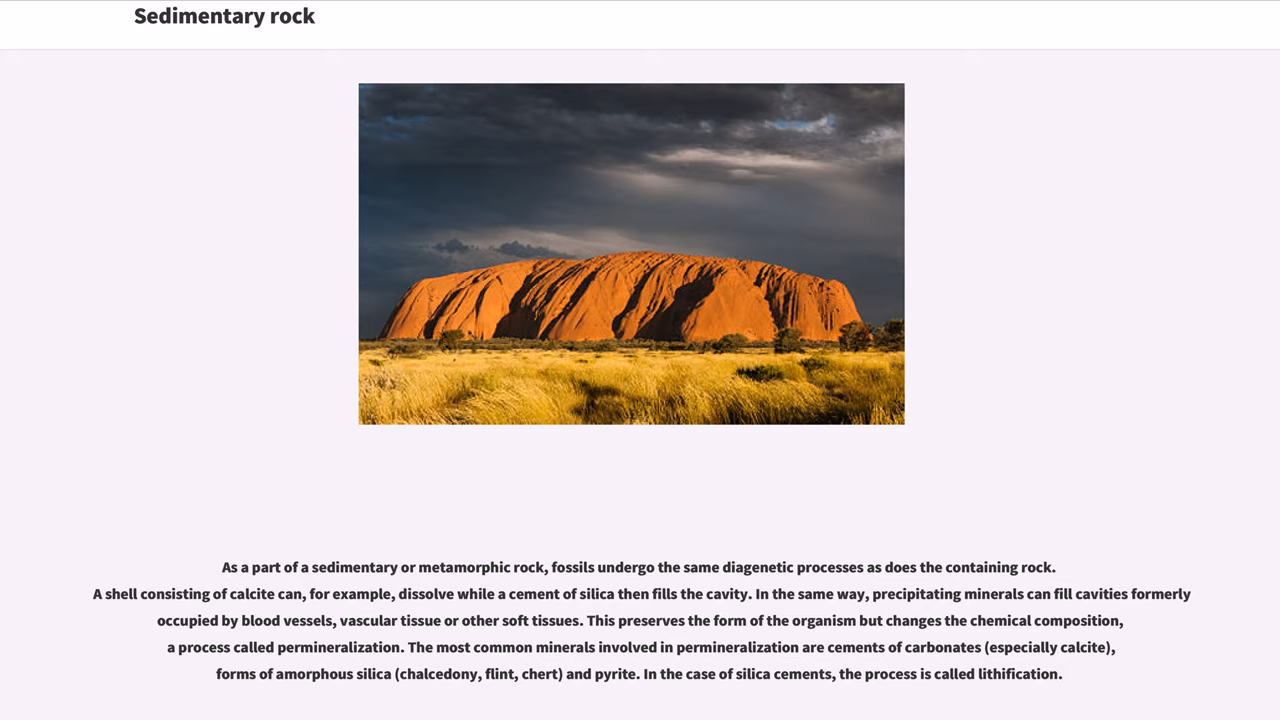 Sedimentary rock
As a part of a sedimentary or metamorphic rock, fossils undergo the same diagenetic processes as does the containing rock.
A shell consisting of calcite can, for example, dissolve while a cement of silica then fills the cavity. In the same way, precipitating minerals can fill cavities formerly
occupied by blood vessels, vascular tissue or other soft tissues. This preserves the form of the organism but changes the chemical composition,
a process called permineralization. The most common minerals involved in permineralization are cements of carbonates (especially calcite),
forms of amorphous silica (chalcedony, flint, chert) and pyrite. In the case of silica cements, the process is called lithification.